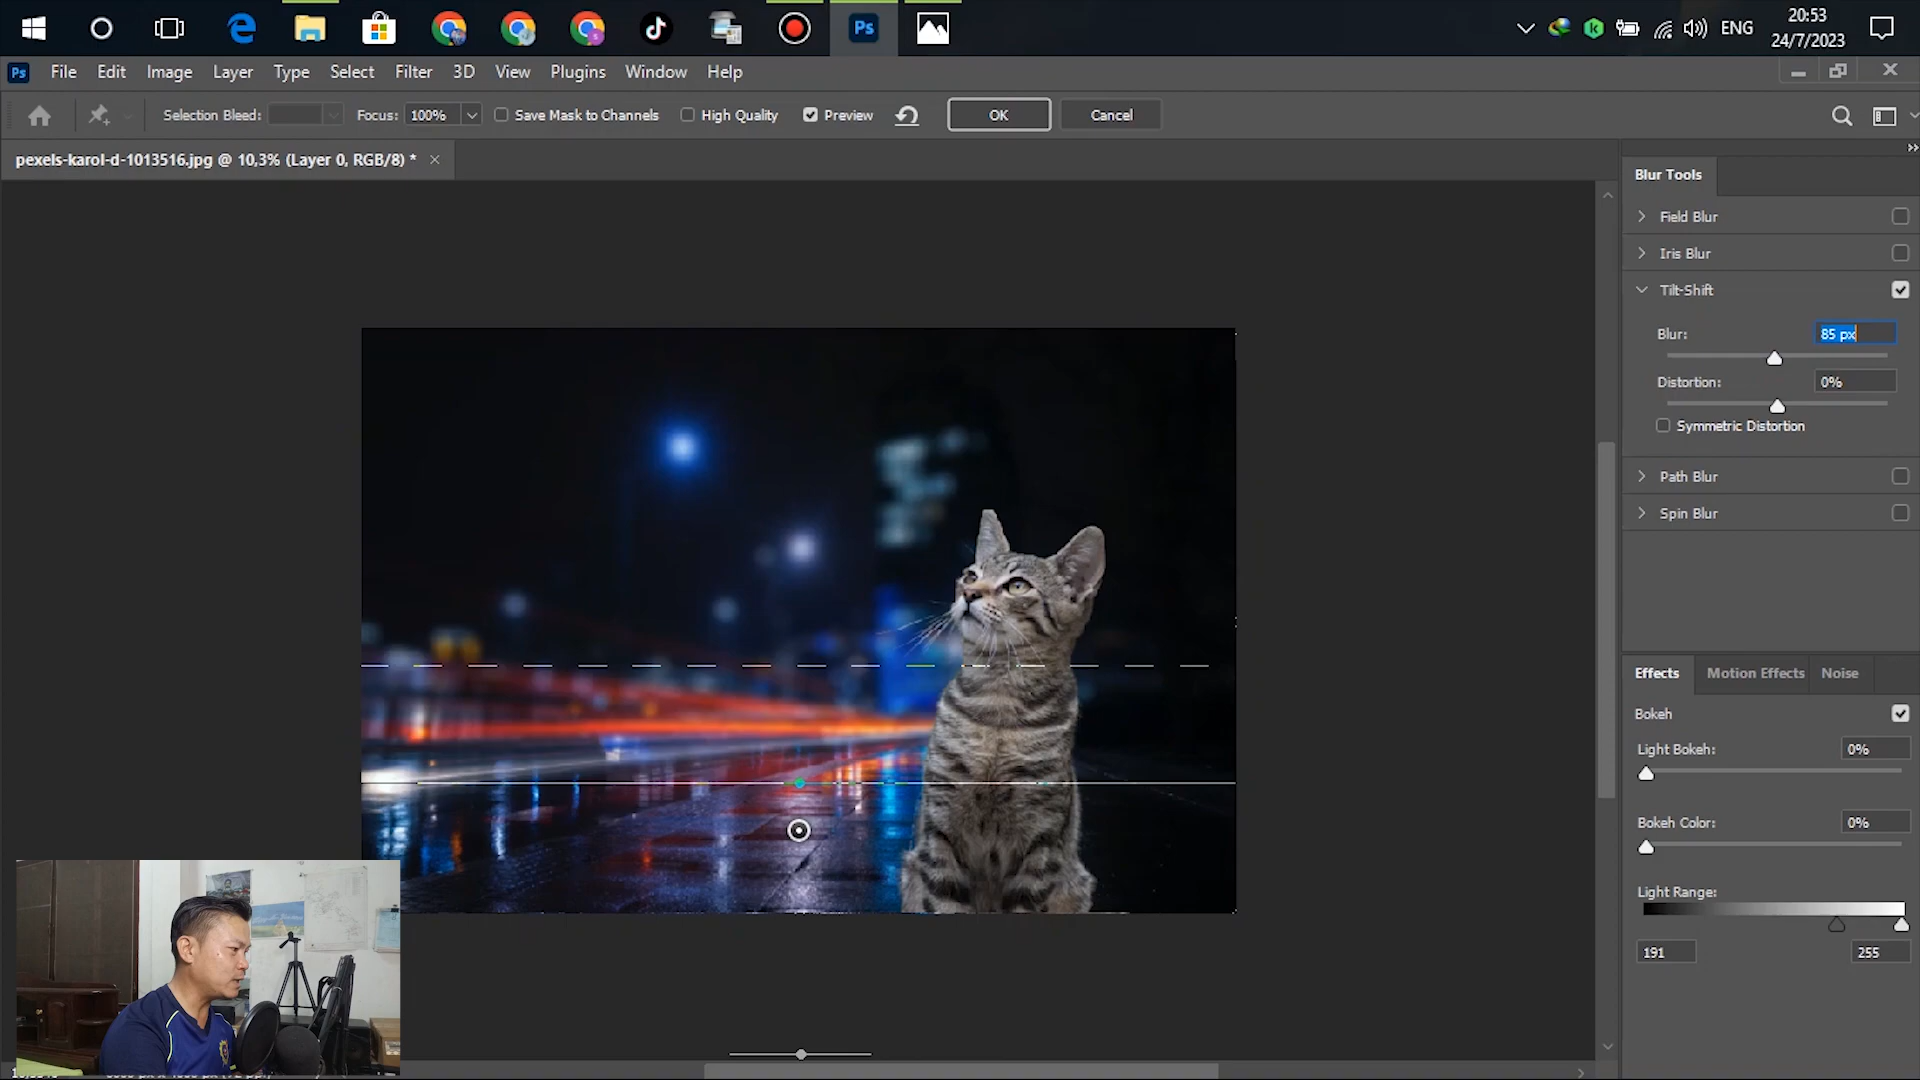 Ps
20:53
ENG
24/7/2023
Ps File Edit Image Layer Type Select Filter 3D View Plugins Window Help
Selection Bleed: Focus: 100% Save Mask to Channels High Quality Preview OK Cancel
pexels-karol-d-1013516.jpg @ 10,3% (Layer 0, RGB/8) *
Blur Tools
Field Blur
Iris Blur
Tilt-Shift
Blur: 85 px
Distortion: 0%
Symmetric Distortion
Path Blur
Spin Blur
Effects Motion Effects Noise
Bokeh
Light Bokeh: 0%
Bokeh Color: 0%
Light Range:
191 255